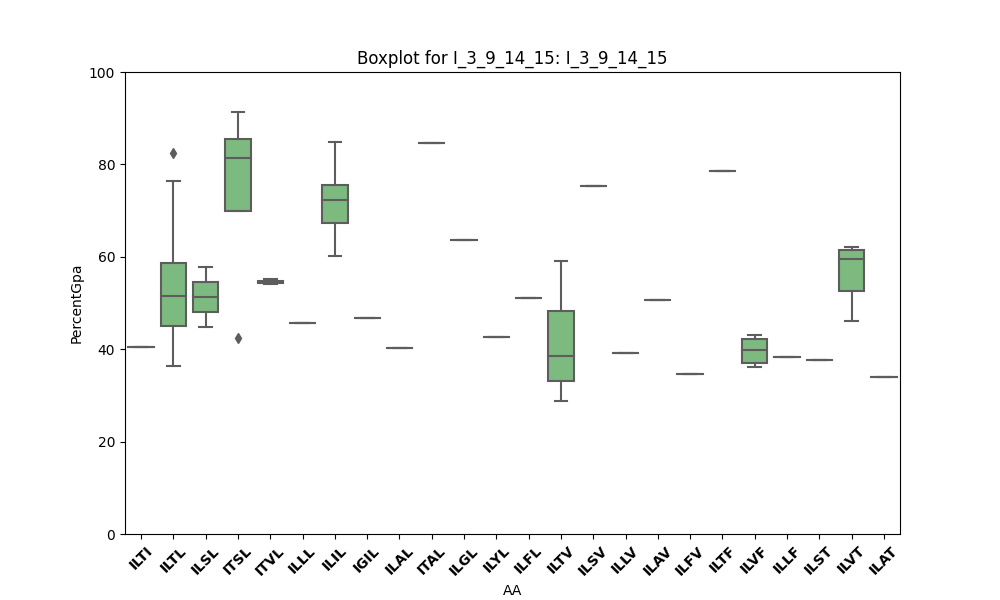 Boxplot for I_3_9_14_15: I_3_9_14_15
100
80
60
40
20
0
PercentGpa
ILTI ILTL ILSL ITSL ITVL ILLL ILIL IGIL ILAL ITAL ILGL ILYL ILFL ILTV ILSV ILLV ILAV ILFV ILTF ILVF ILLF ILST ILVT ILAT
AA